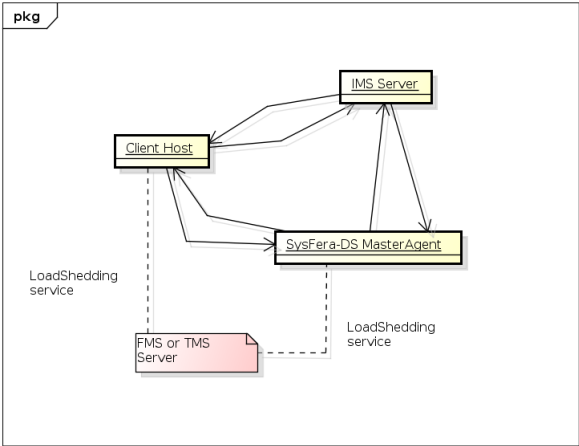 pkg
IMS Server
Client Host
SysFera-DS MasterAgent
LoadShedding
service
LoadShedding
service
FMS or TMS
Server